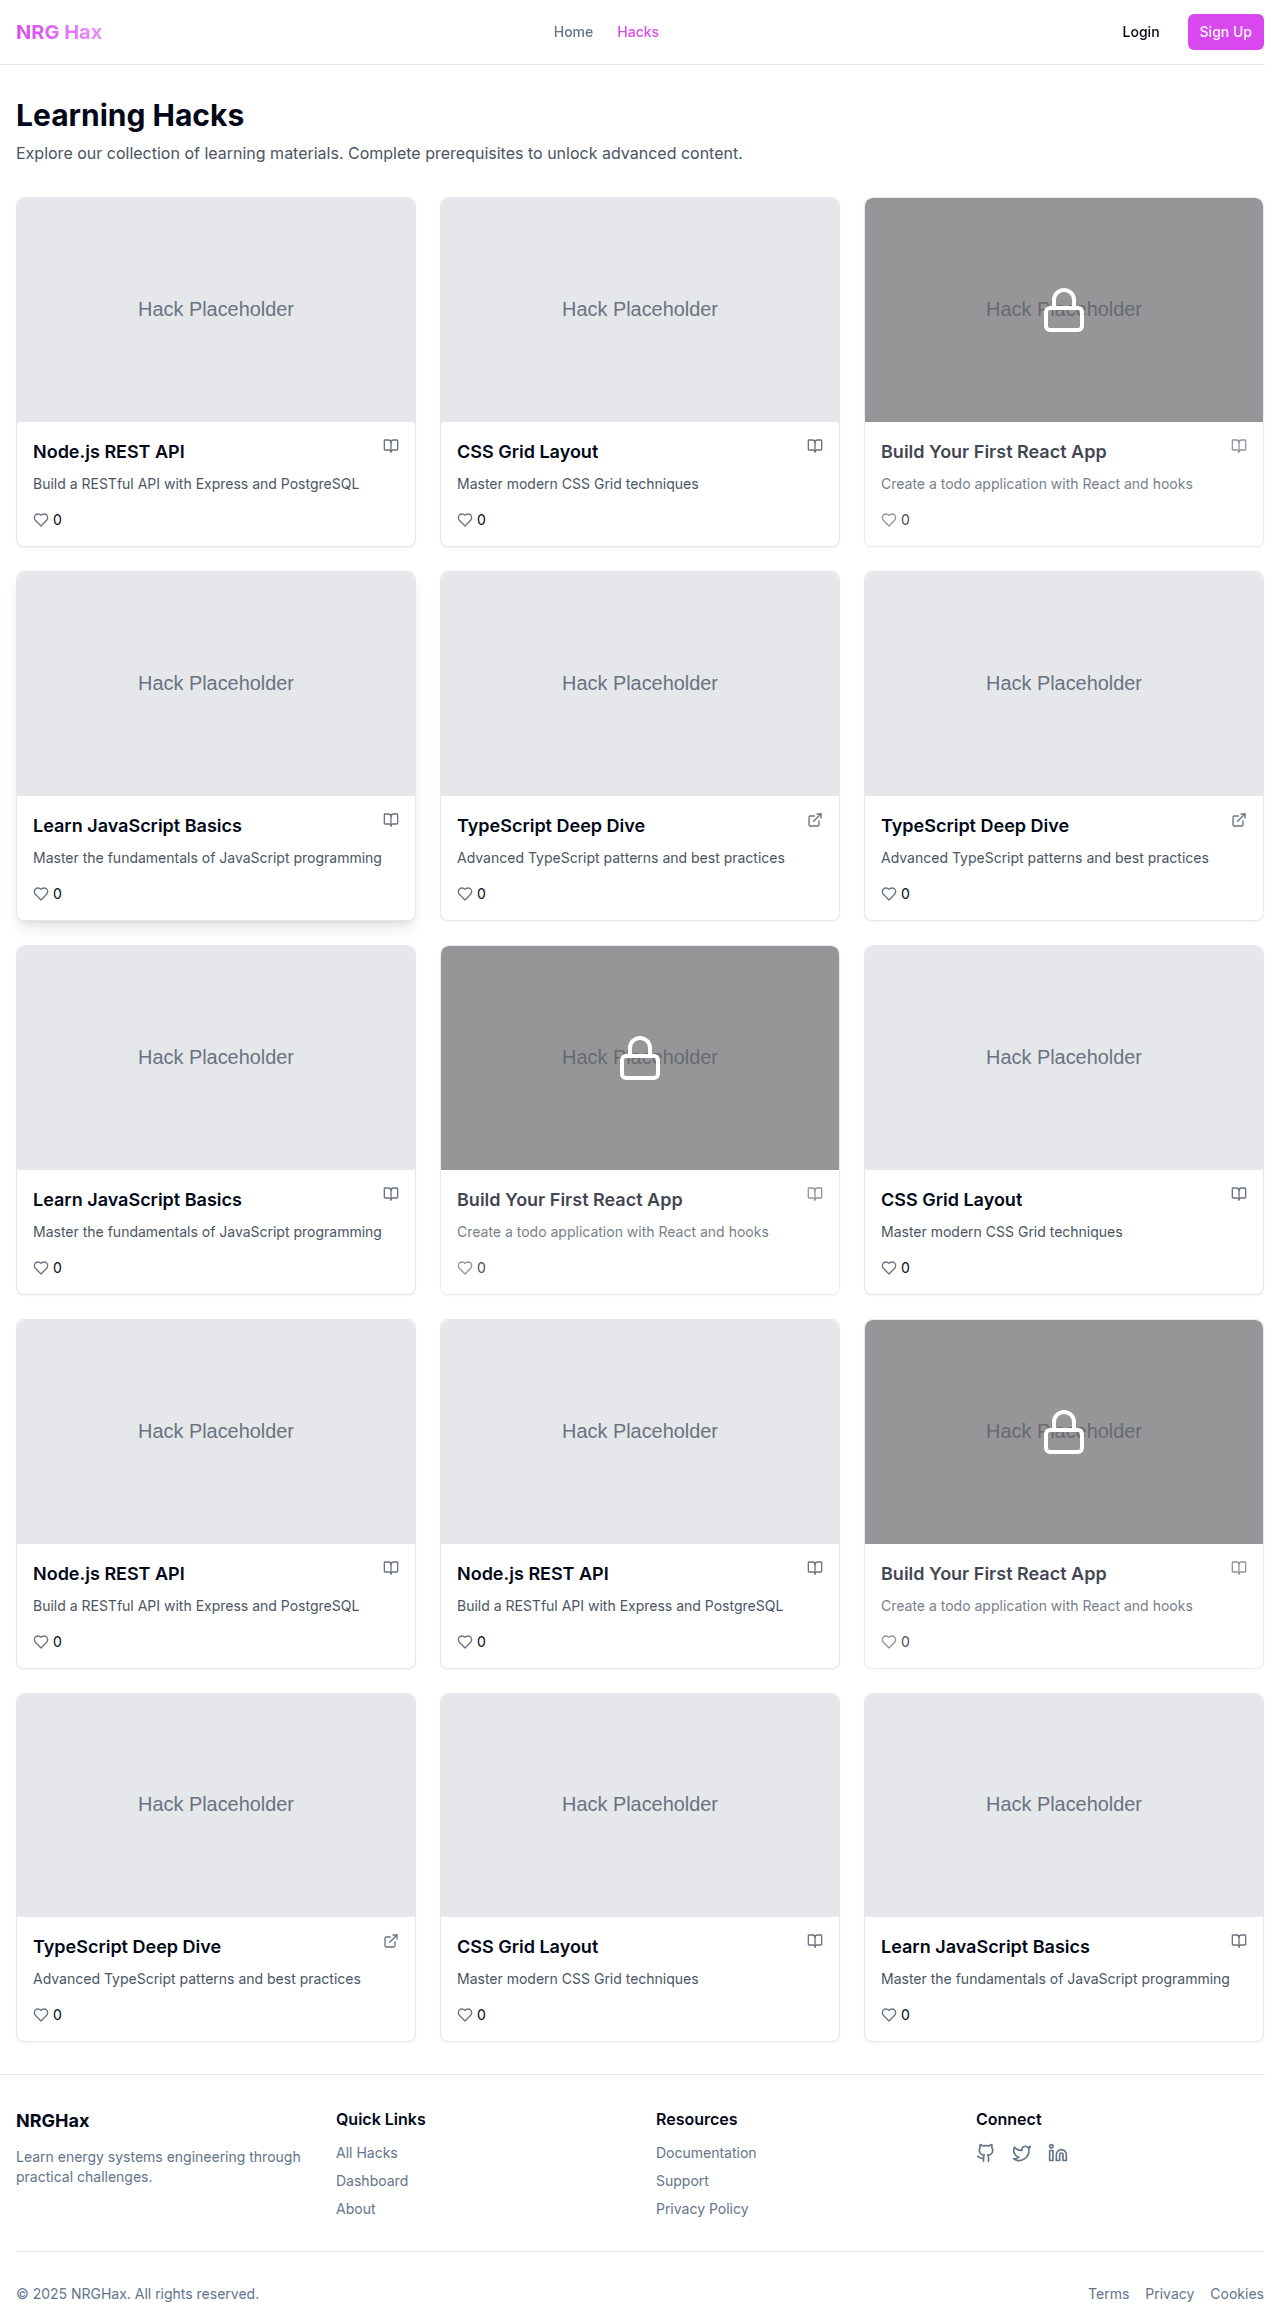 NRG Hax
Home
Hacks
Login
Sign Up
Learning Hacks
Explore our collection of learning materials. Complete prerequisites to unlock advanced content.
Hack Placeholder
Node.js REST API
Build a RESTful API with Express and PostgreSQL
0
Hack Placeholder
CSS Grid Layout
Master modern CSS Grid techniques
0
Hack Placeholder
Build Your First React App
Create a todo application with React and hooks
0
Hack Placeholder
Learn JavaScript Basics
Master the fundamentals of JavaScript programming
0
Hack Placeholder
TypeScript Deep Dive
Advanced TypeScript patterns and best practices
0
Hack Placeholder
TypeScript Deep Dive
Advanced TypeScript patterns and best practices
0
Hack Placeholder
Learn JavaScript Basics
Master the fundamentals of JavaScript programming
0
Hack Placeholder
Build Your First React App
Create a todo application with React and hooks
0
Hack Placeholder
CSS Grid Layout
Master modern CSS Grid techniques
0
Hack Placeholder
Node.js REST API
Build a RESTful API with Express and PostgreSQL
0
Hack Placeholder
Node.js REST API
Build a RESTful API with Express and PostgreSQL
0
Hack Placeholder
Build Your First React App
Create a todo application with React and hooks
0
Hack Placeholder
TypeScript Deep Dive
Advanced TypeScript patterns and best practices
0
Hack Placeholder
CSS Grid Layout
Master modern CSS Grid techniques
0
Hack Placeholder
Learn JavaScript Basics
Master the fundamentals of JavaScript programming
0
NRGHax
Learn energy systems engineering through
practical challenges.
Quick Links
All Hacks
Dashboard
About
Resources
Documentation
Support
Privacy Policy
Connect
© 2025 NRGHax. All rights reserved.
Terms
Privacy
Cookies